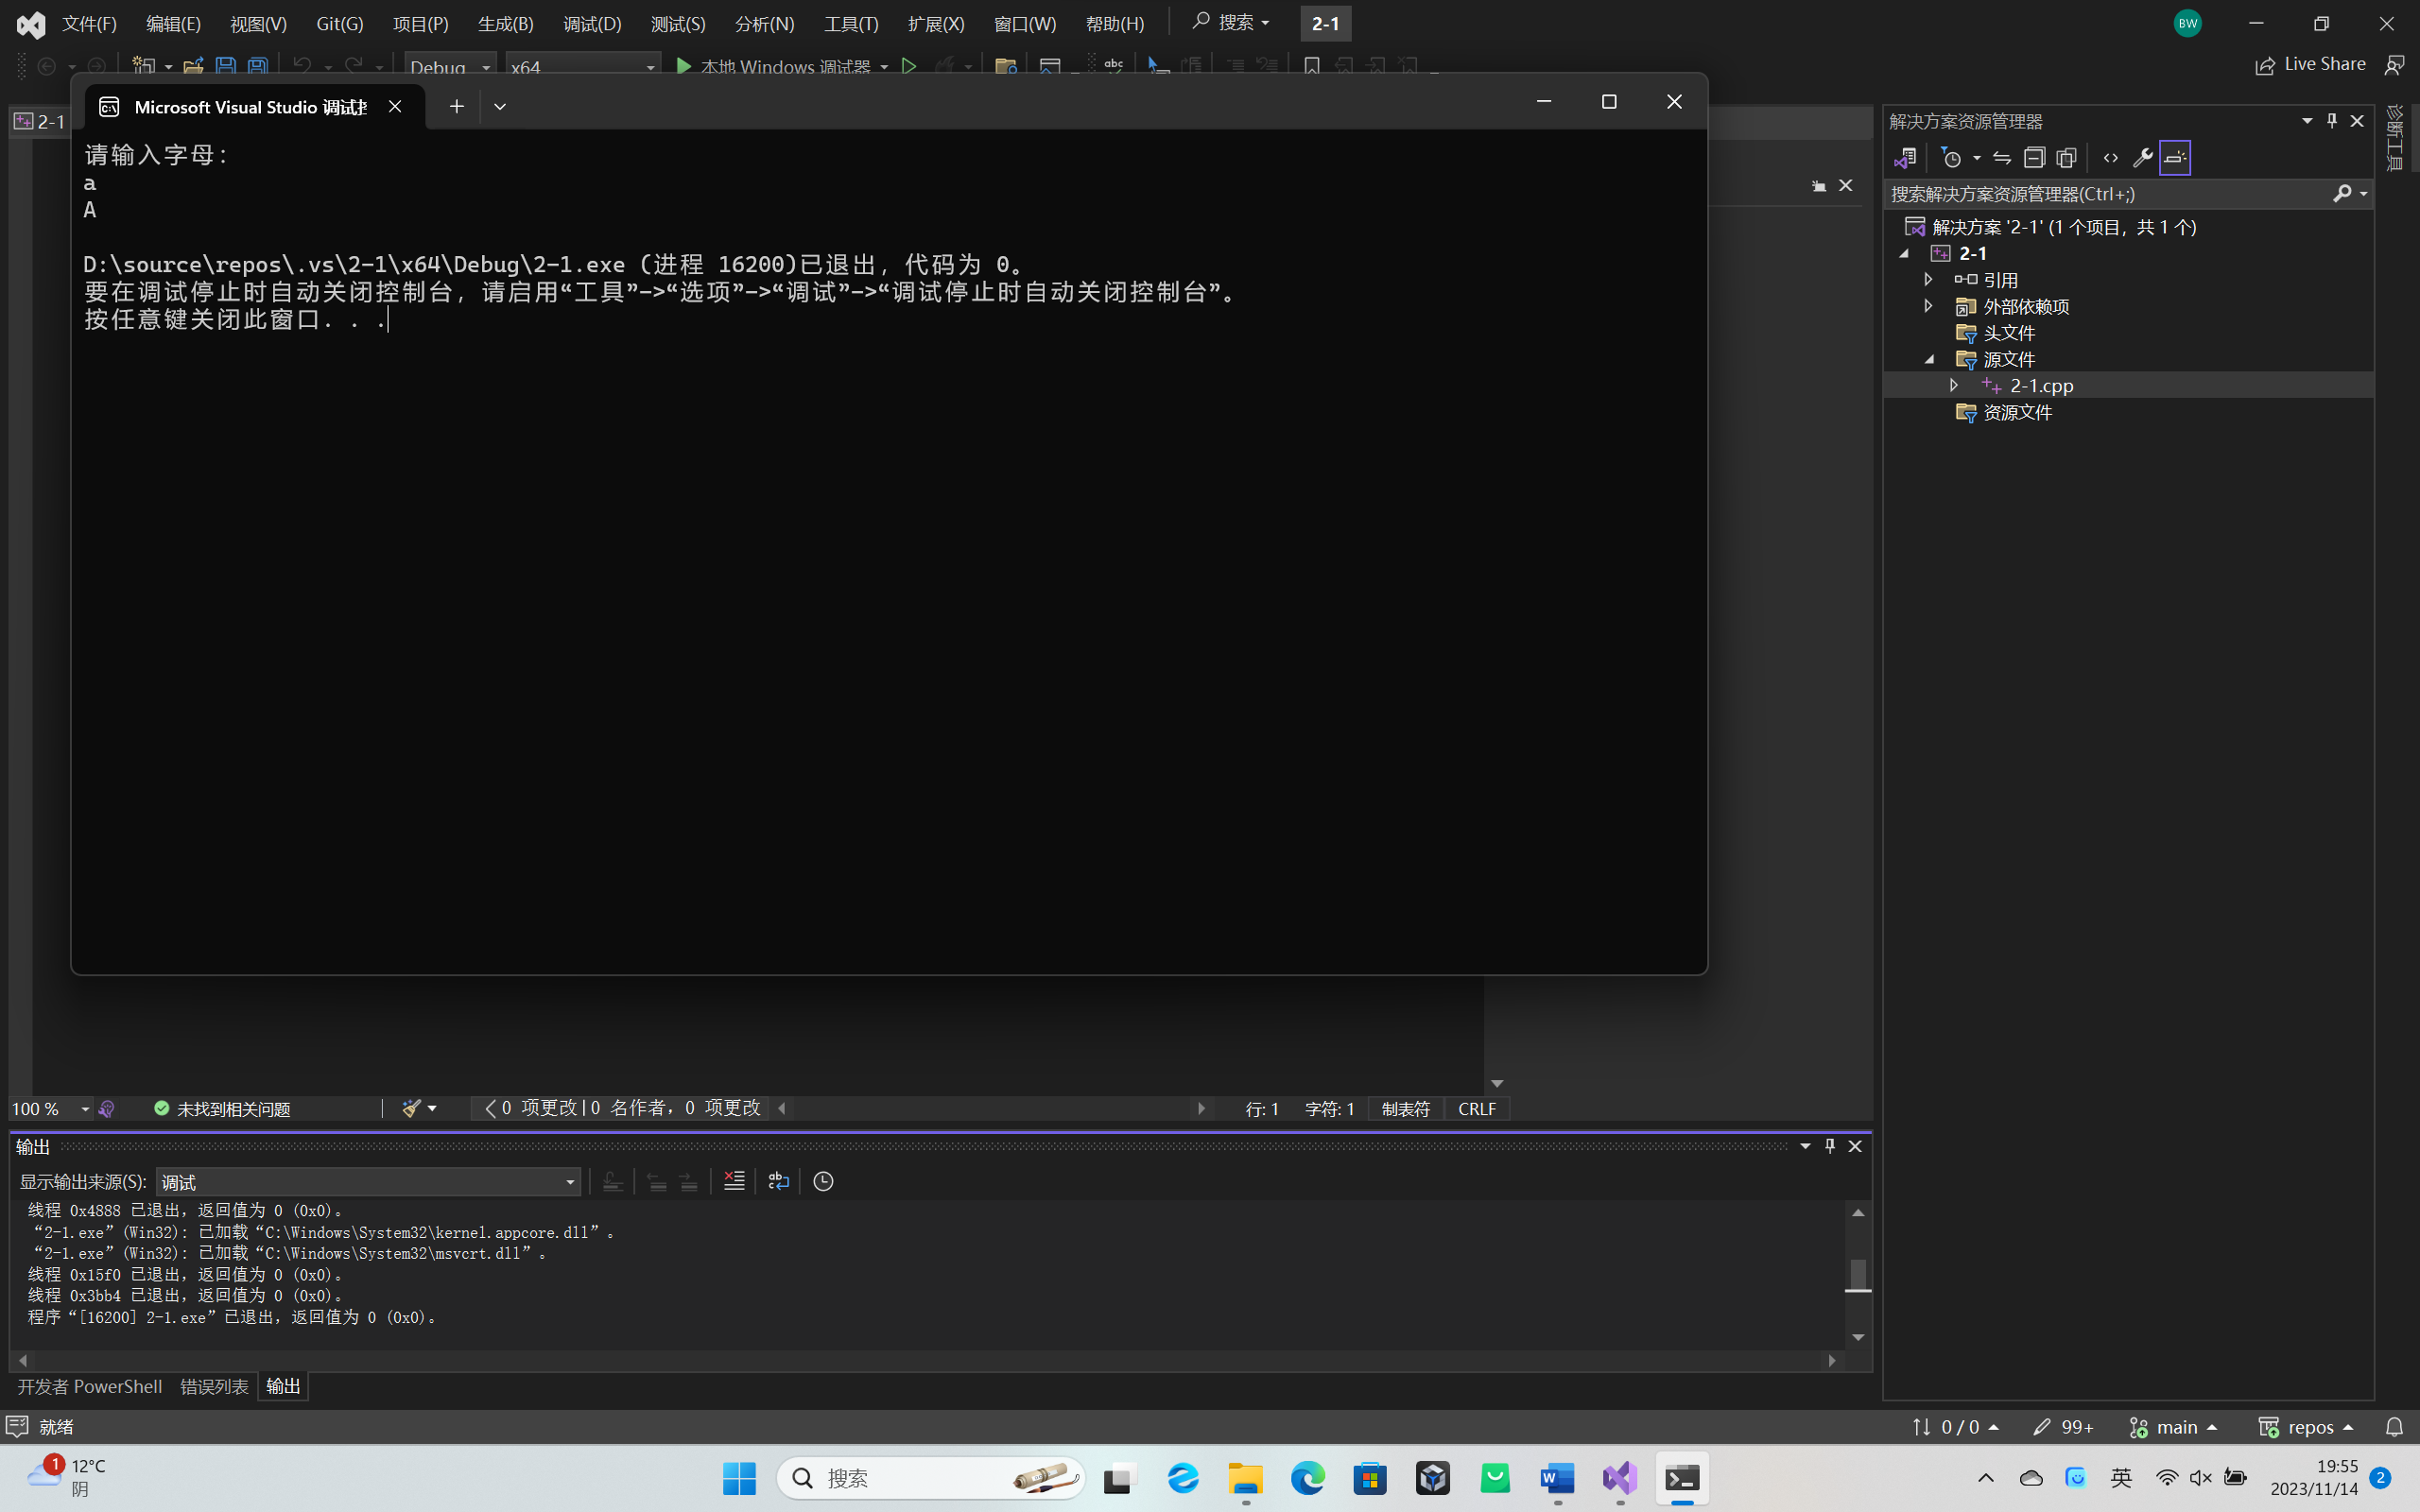 文件(F) 编辑(E) 视图(V) Git(G) 项目(P) 生成(B) 调试(D) 测试(S) 分析(N) 工具(T) 扩展(X) 窗口(W) 帮助(H) 搜索 2-1 BW
Debug x64 本地 Windows 调试器 Live Share
2-1
Microsoft Visual Studio 调试
请输入字母:
a
A
D:\source\repos\.vs\2-1\x64\Debug\2-1.exe (进程 16200)已退出，代码为 0。
要在调试停止时自动关闭控制台，请启用“工具”->“选项”->“调试”->“调试停止时自动关闭控制台”。
按任意键关闭此窗口. . .
解决方案资源管理器
搜索解决方案资源管理器(Ctrl+;)
解决方案 '2-1' (1 个项目，共 1 个)
2-1
引用
外部依赖项
头文件
源文件
2-1.cpp
资源文件
诊断工具
100 % 未找到相关问题 0 项更改 | 0 名作者，0 项更改 行: 1 字符: 1 制表符 CRLF
输出
显示输出来源(S): 调试
线程 0x4888 已退出，返回值为 0 (0x0)。
“2-1.exe”(Win32): 已加载“C:\Windows\System32\kernel.appcore.dll”。
“2-1.exe”(Win32): 已加载“C:\Windows\System32\msvcrt.dll”。
线程 0x15f0 已退出，返回值为 0 (0x0)。
线程 0x3bb4 已退出，返回值为 0 (0x0)。
程序“[16200] 2-1.exe”已退出，返回值为 0 (0x0)。
开发者 PowerShell 错误列表 输出
就绪 0 / 0 99+ main repos
1 12°C
阴
搜索
英
19:55
2023/11/14
2